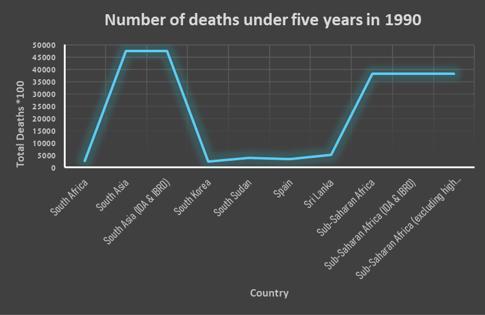 Number of deaths under five years in 1990
Total Deaths *100
50000
45000
40000
35000
30000
25000
20000
15000
10000
5000
0
South Africa
South Asia
South Asia (IDA & IBRD)
South Korea
South Sudan
Spain
Sri Lanka
Sub-Saharan Africa
Sub-Saharan Africa (IDA & IBRD)
Sub-Saharan Africa (excluding high...
Country